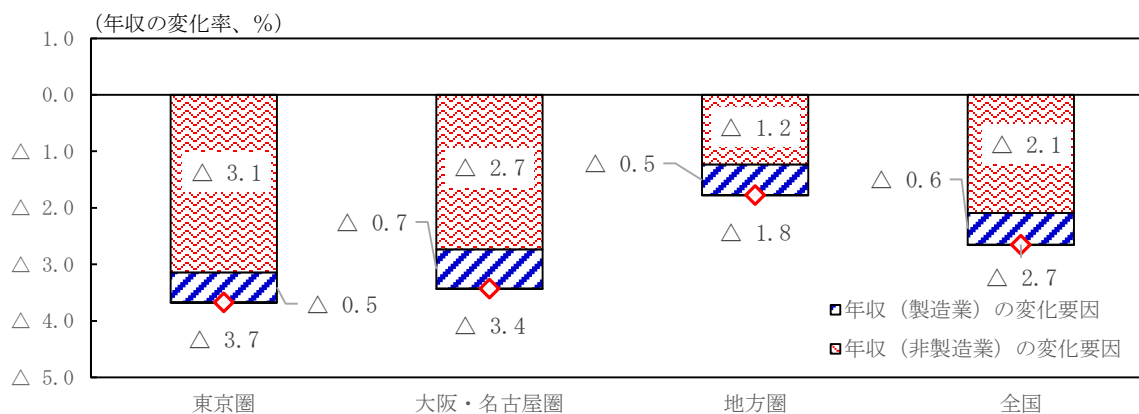 (年収の変化率、%)
1.0
0.0
△ 1.0
△ 2.0
△ 3.0
△ 4.0
△ 5.0
△ 3.1
△ 0.5
△ 3.7
△ 2.7
△ 0.7
△ 3.4
△ 1.2
△ 0.5
△ 1.8
△ 2.1
△ 0.6
△ 2.7
年収(製造業)の変化要因
年収(非製造業)の変化要因
東京圏
大阪・名古屋圏
地方圏
全国